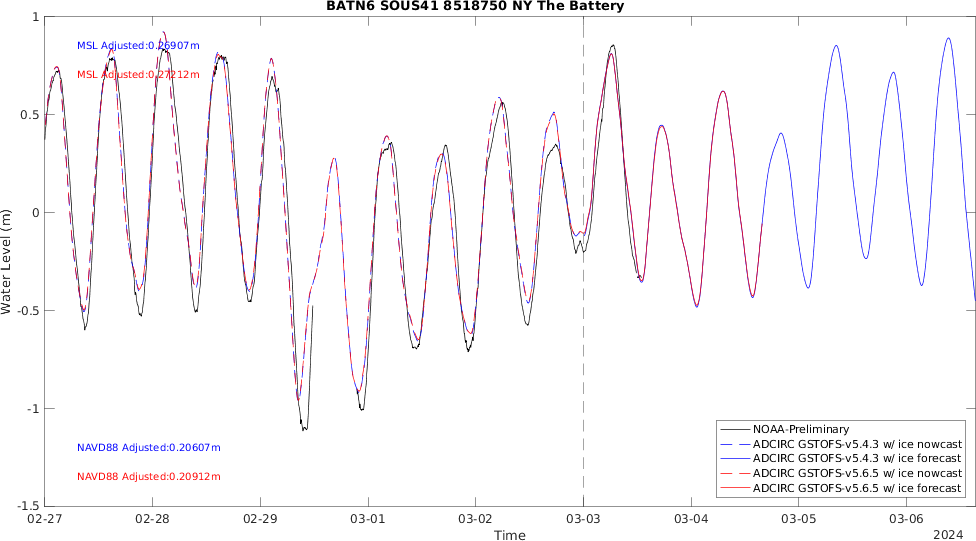 BATN6 SOUS41 8518750 NY The Battery
1
MSL Adjusted:0.26907m
MSL Adjusted:0.27212m
0.5
0
-0.5
-1
-1.5
Water Level (m)
NAVD88 Adjusted:0.20607m
NAVD88 Adjusted:0.20912m
NOAA-Preliminary
ADCIRC GSTOFS-v5.4.3 w/ ice nowcast
ADCIRC GSTOFS-v5.4.3 w/ ice forecast
ADCIRC GSTOFS-v5.6.5 w/ ice nowcast
ADCIRC GSTOFS-v5.6.5 w/ ice forecast
02-27 02-28 02-29 03-01 03-02 03-03 03-04 03-05 03-06
Time
2024